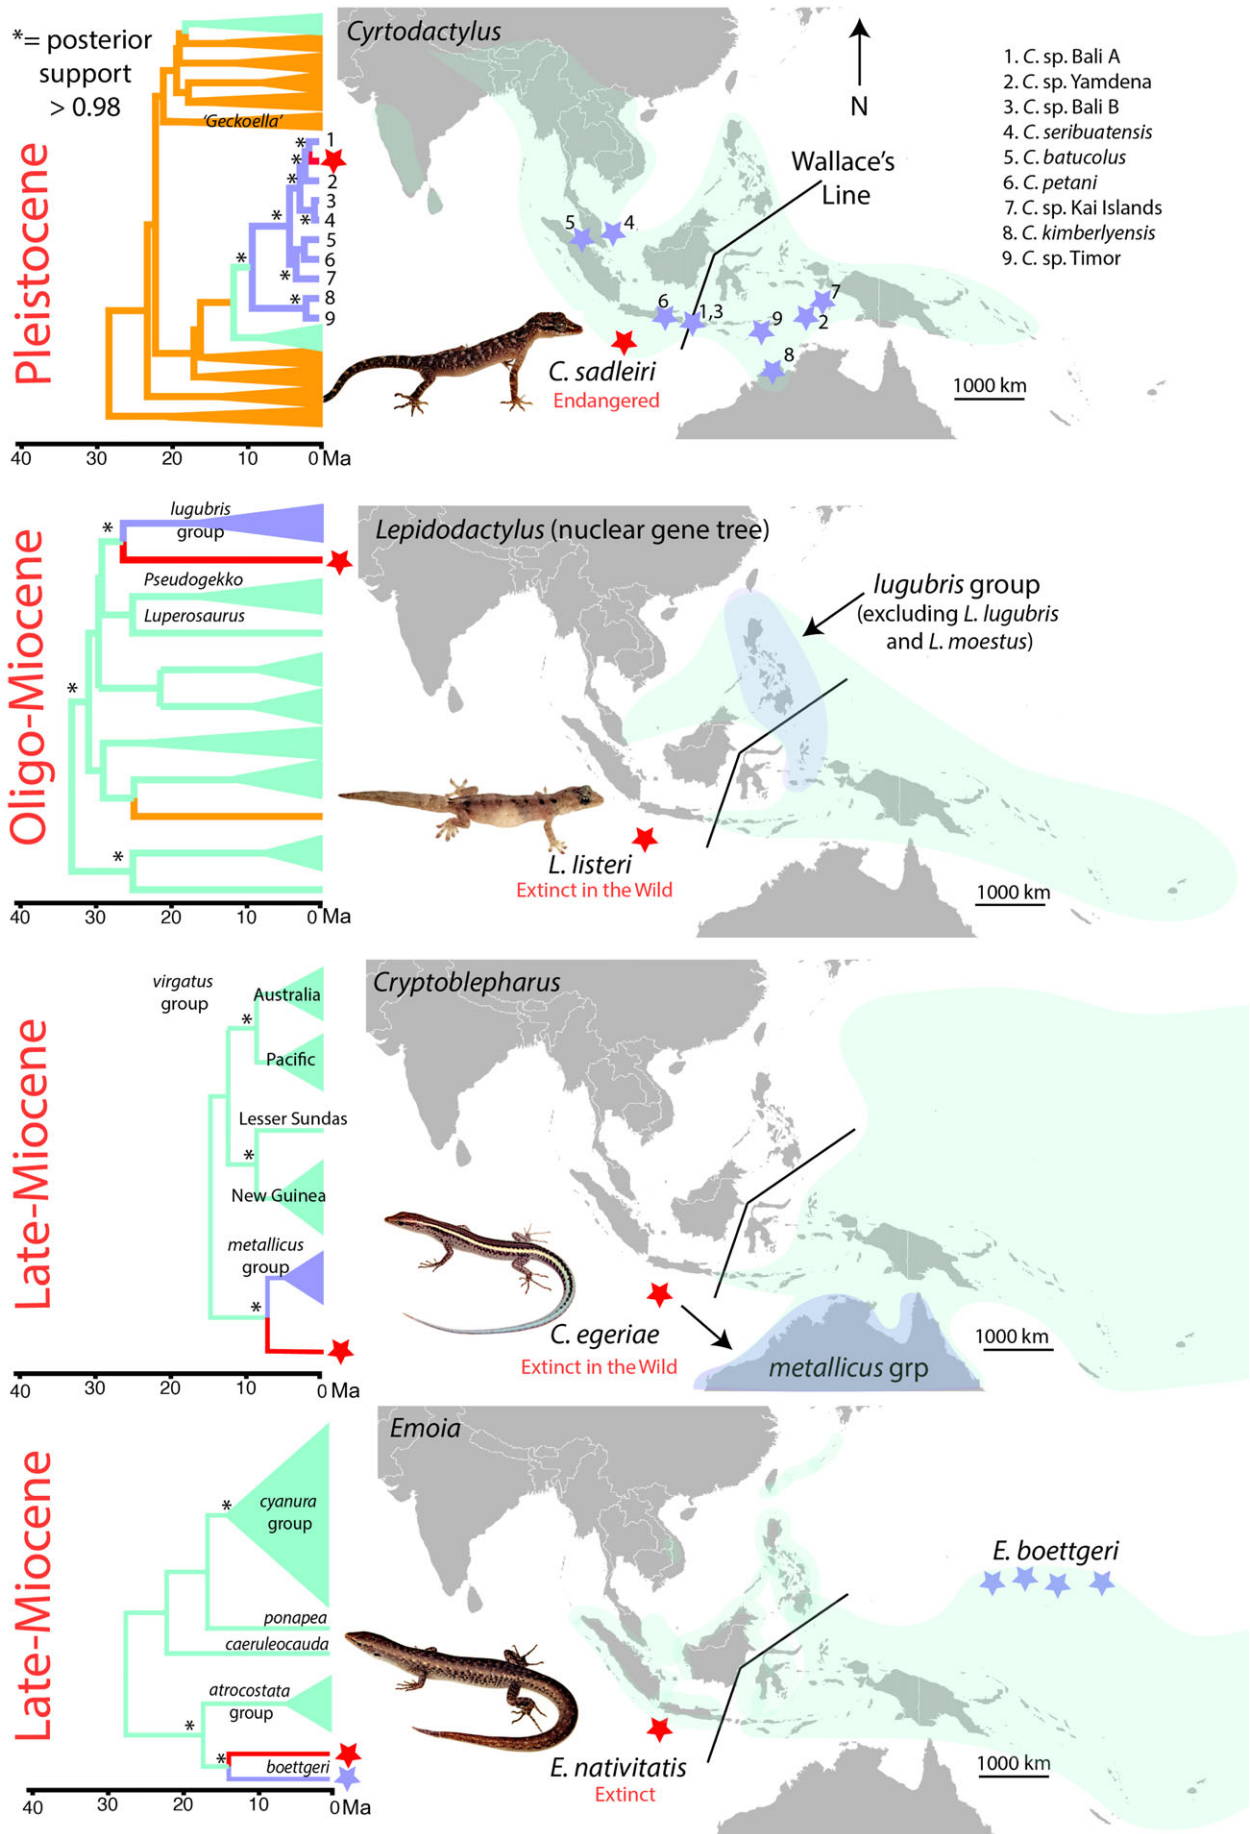 *= posterior
support
> 0.98
Pleistocene
'Geckoella'
*
1
*
*
2
3
*
*
4
5
6
*
7
*
*
8
9
40 30 20 10 0 Ma
Cyrtodactylus
N
Wallace's
Line
5
4
6
1,3
9
7
2
8
C. sadleiri
Endangered
1000 km
1. C. sp. Bali A
2. C. sp. Yamdena
3. C. sp. Bali B
4. C. seribuatensis
5. C. batucolus
6. C. petani
7. C. sp. Kai Islands
8. C. kimberlyensis
9. C. sp. Timor
Oligo-Miocene
lugubris
group
*
Pseudogekko
Luperosaurus
*
*
40 30 20 10 0 Ma
Lepidodactylus (nuclear gene tree)
lugubris group
(excluding L. lugubris
and L. moestus)
L. listeri
Extinct in the Wild
1000 km
Late-Miocene
virgatus
group
Australia
*
Pacific
Lesser Sundas
*
New Guinea
metallicus
group
*
40 30 20 10 0 Ma
Cryptoblepharus
C. egeriae
Extinct in the Wild
metallicus grp
1000 km
Late-Miocene
*
cyanura
group
ponapea
caeruleocauda
atrocostata
group
*
*
boettgeri
40 30 20 10 0 Ma
Emoia
E. boettgeri
E. nativitatis
Extinct
1000 km